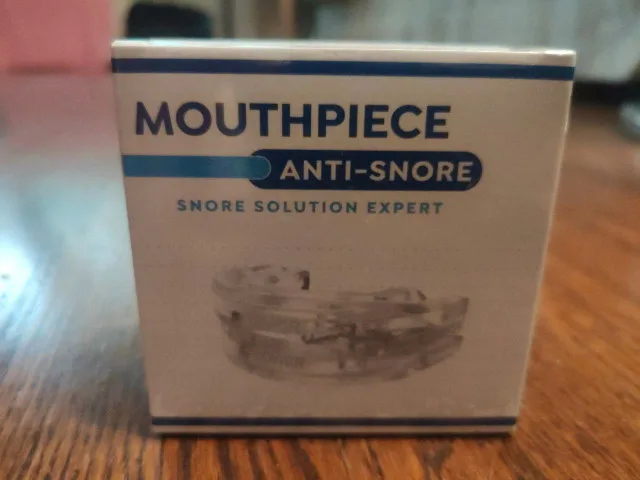 MOUTHPIECE
ANTI-SNORE
SNORE SOLUTION EXPERT